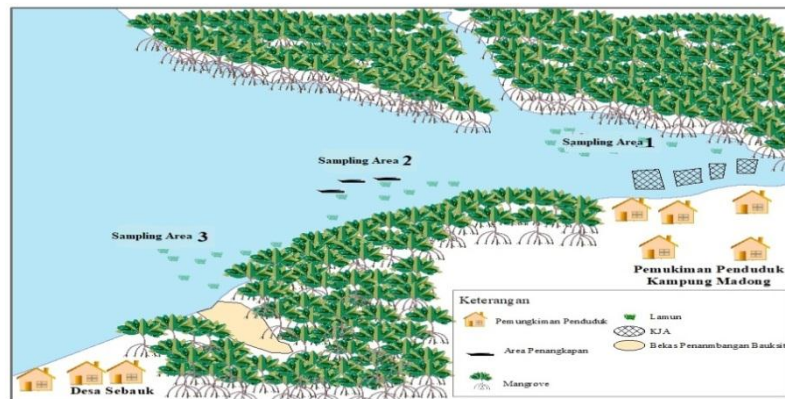 Sampling Area 1
Sampling Area 2
Sampling Area 3
Pemukiman Penduduk
Kampung Madong
Keterangan
Pemungkiman Penduduk
Area Penangkapan
Mangrove
Lamun
KJA
Bekas Penanmbangan Bauksit
Desa Sebauk